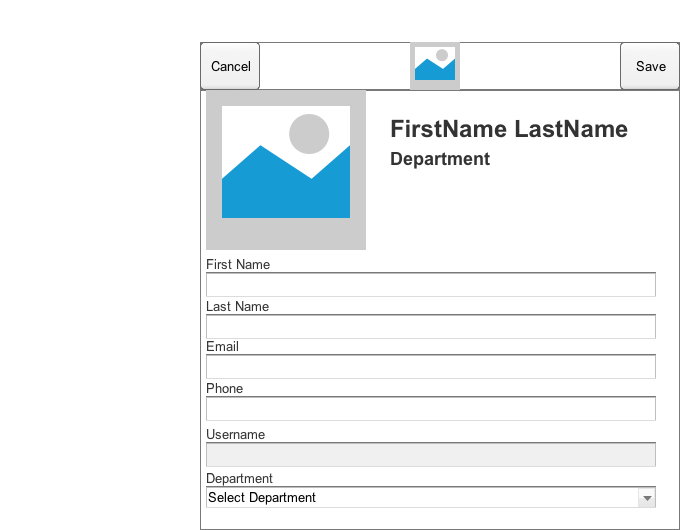 Cancel
Save
FirstName LastName
Department
First Name
Last Name
Email
Phone
Username
Department
Select Department